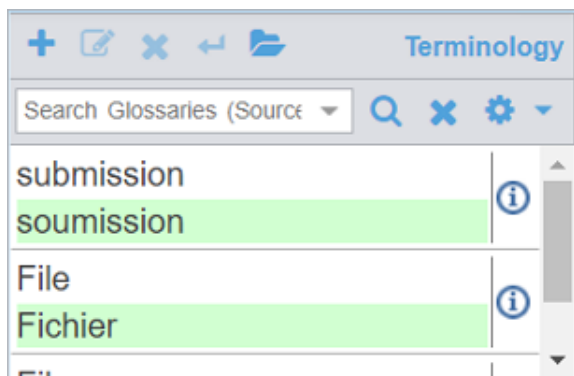 Terminology
Search Glossaries (Source
submission
soumission
File
Fichier